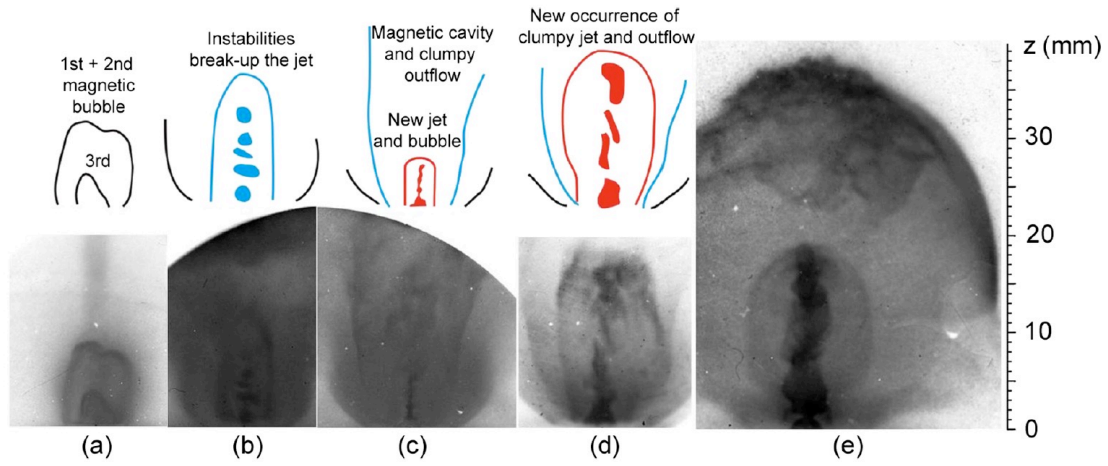 1st + 2nd
magnetic
bubble
3rd
Instabilities
break-up the jet
Magnetic cavity
and clumpy
outflow
New jet
and bubble
New occurrence of
clumpy jet and outflow
z (mm)
30
20
10
0
(a)
(b)
(c)
(d)
(e)